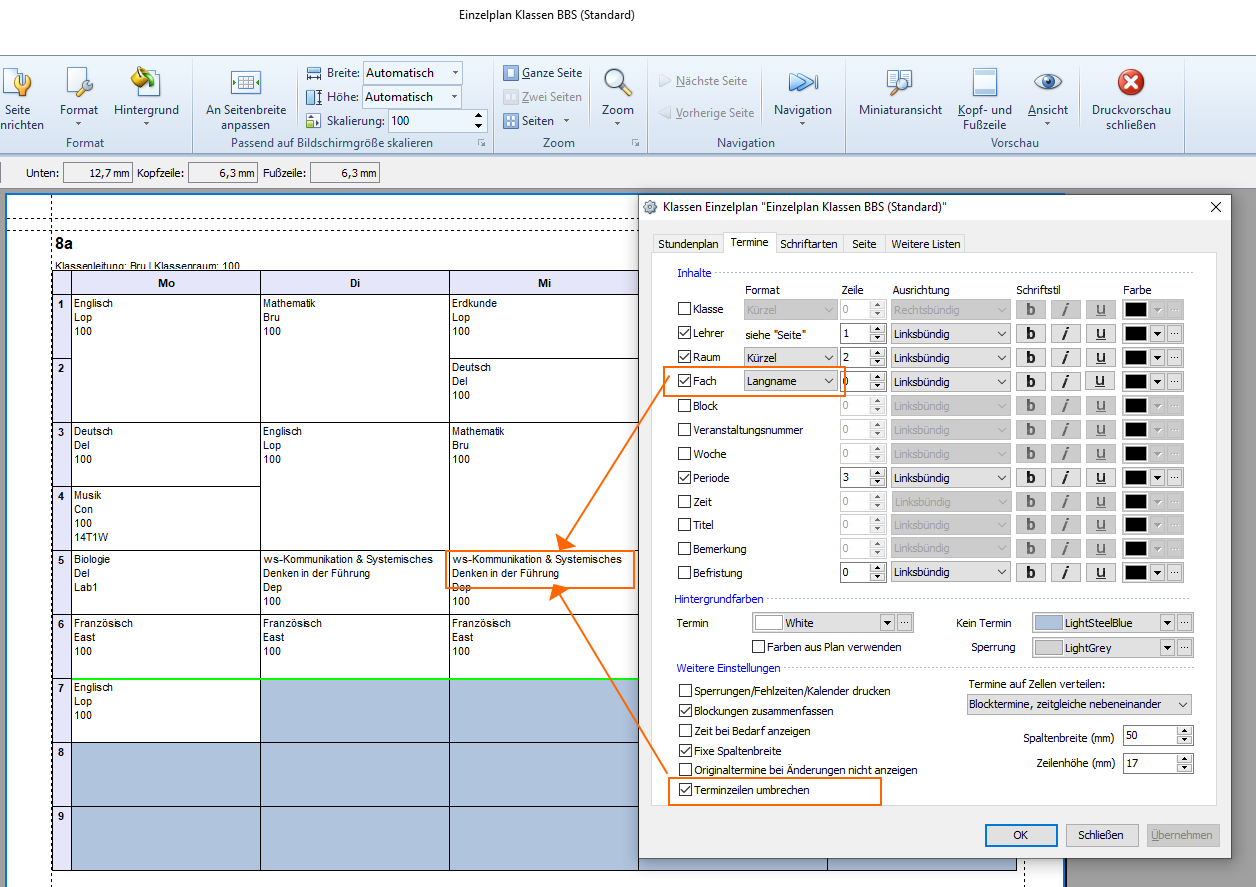 Einzelplan Klassen BBS (Standard)
Seite
nrichten
Format
Hintergrund
An Seitenbreite
anpassen
Breite: Automatisch
Höhe: Automatisch
Skalierung: 100
Ganze Seite
Zwei Seiten
Seiten
Zoom
Nächste Seite
Vorherige Seite
Navigation
Miniaturansicht
Kopf- und
Fußzeile
Ansicht
Druckvorschau
schließen
Format
Passend auf Bildschirmgröße skalieren
Zoom
Navigation
Vorschau
Unten: 12,7 mm Kopfzeile: 6,3 mm Fußzeile: 6,3 mm
8a
Klassenleitung: Bru | Klassenraum: 100
Mo Di Mi
1
Englisch
Lop
100
Mathematik
Bru
100
Erdkunde
Lop
100
2
Deutsch
Del
100
3
Deutsch
Del
100
Englisch
Lop
100
Mathematik
Bru
100
4
Musik
Con
100
14T1W
5
Biologie
Del
Lab1
ws-Kommunikation & Systemisches
Denken in der Führung
Dep
100
ws-Kommunikation & Systemisches
Denken in der Führung
Dep
100
6
Französisch
East
100
Französisch
East
100
Französisch
East
100
7
Englisch
Lop
100
8
9
Klassen Einzelplan "Einzelplan Klassen BBS (Standard)"
Stundenplan Termine Schriftarten Seite Weitere Listen
Inhalte
Format Zeile Ausrichtung Schriftstil Farbe
Klasse Kürzel 0 Rechtsbündig b i u
Lehrer siehe "Seite" 1 Linksbündig b i u
Raum Kürzel 2 Linksbündig b i u
Fach Langname 0 Linksbündig b i u
Block 0 Linksbündig b i u
Veranstaltungsnummer 0 Linksbündig b i u
Woche 0 Linksbündig b i u
Periode 3 Linksbündig b i u
Zeit 0 Linksbündig b i u
Titel 0 Linksbündig b i u
Bemerkung 0 Linksbündig b i u
Befristung 0 Linksbündig b i u
Hintergrundfarben
Termin White Kein Termin LightSteelBlue
Farben aus Plan verwenden Sperrung LightGrey
Weitere Einstellungen
Sperrungen/Fehlzeiten/Kalender drucken
Blockungen zusammenfassen
Zeit bei Bedarf anzeigen
Fixe Spaltenbreite
Originaltermine bei Änderungen nicht anzeigen
Terminzeilen umbrechen
Termine auf Zellen verteilen:
Blocktermine, zeitgleiche nebeneinander
Spaltenbreite (mm) 50
Zeilenhöhe (mm) 17
OK Schließen Übernehmen